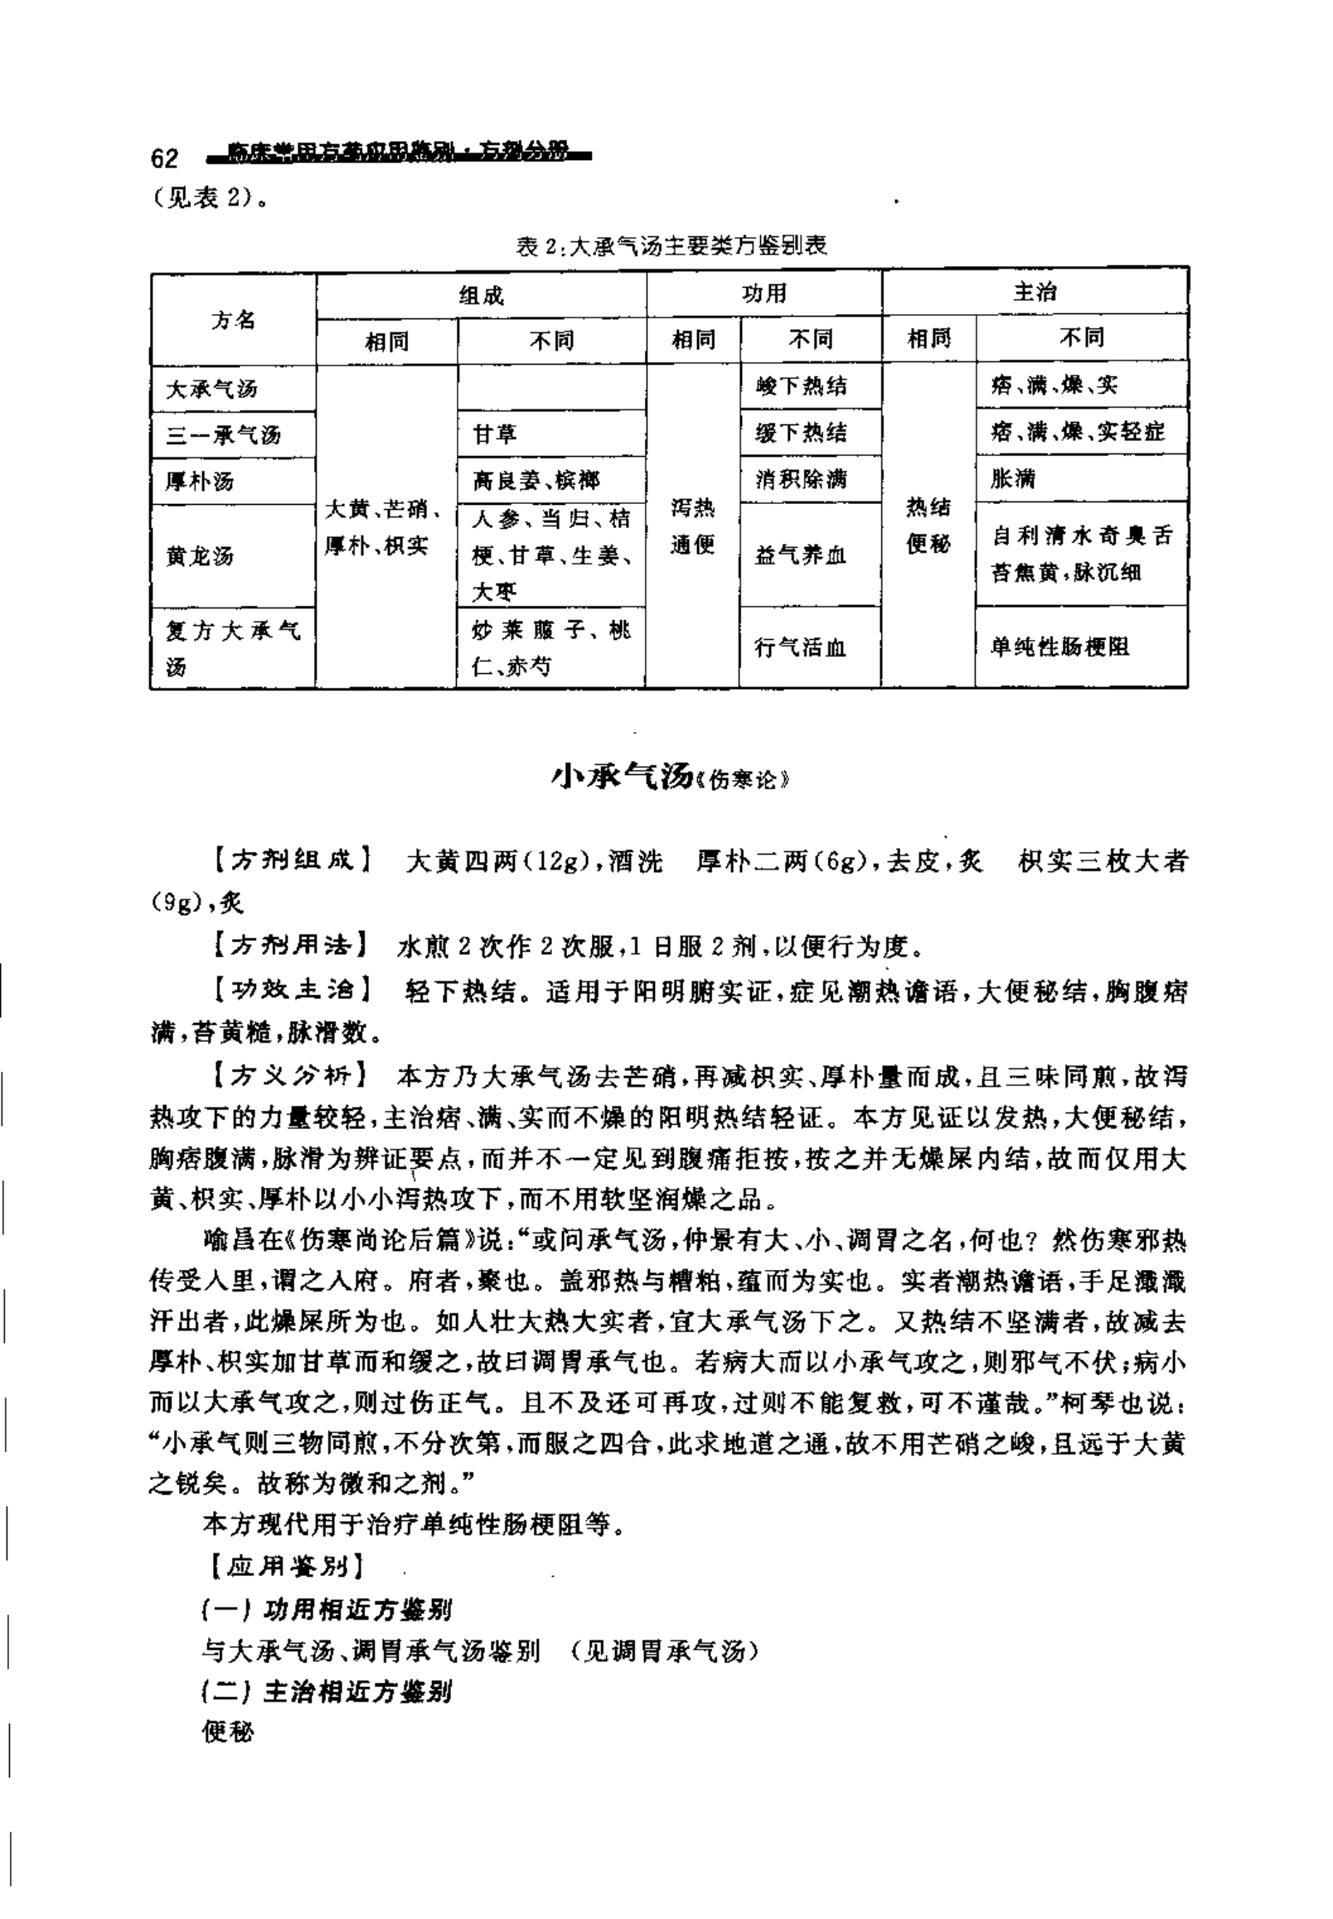 62 临床常用方药应用鉴别·方剂分册
（见表 2）。
表 2：大承气汤主要类方鉴别表
方名 组成 功用 主治
相同 不同 相同 不同 相同 不同
大承气汤 峻下热结 痞、满、燥、实
三一承气汤 甘草 缓下热结 痞、满、燥、实轻症
厚朴汤 高良姜、槟榔 消积除满 胀满
大黄、芒硝、
厚朴、枳实
泻热
通便
热结
便秘
黄龙汤 人参、当归、桔
梗、甘草、生姜、
大枣
益气养血 自利清水奇臭舌
苔焦黄，脉沉细
复方大承气
汤
炒莱菔子、桃
仁、赤芍
行气活血 单纯性肠梗阻
小承气汤《伤寒论》
【方剂组成】 大黄四两（12g），酒洗 厚朴二两（6g），去皮，炙 枳实三枚大者
（9g），炙
【方剂用法】 水煎 2 次作 2 次服，1 日服 2 剂，以便行为度。
【功效主治】 轻下热结。适用于阳明腑实证，症见潮热谵语，大便秘结，胸腹痞
满，苔黄糙，脉滑数。
【方义分析】 本方乃大承气汤去芒硝，再减枳实、厚朴量而成，且三味同煎，故泻
热攻下的力量较轻，主治痞、满、实而不燥的阳明热结轻证。本方见证以发热，大便秘结，
胸痞腹满，脉滑为辨证要点，而并不一定见到腹痛拒按，按之并无燥屎内结，故而仅用大
黄、枳实、厚朴以小小泻热攻下，而不用软坚润燥之品。
喻昌在《伤寒尚论后篇》说：“或问承气汤，仲景有大、小、调胃之名，何也？然伤寒邪热
传受人里，谓之入府。府者，聚也。盖邪热与糟粕，蕴而为实也。实者潮热谵语，手足濈濈
汗出者，此燥屎所为也。如人壮大热大实者，宜大承气汤下之。又热结不坚满者，故减去
厚朴、枳实加甘草而和缓之，故曰调胃承气也。若病大而以小承气攻之，则邪气不伏；病小
而以大承气攻之，则过伤正气。且不及还可再攻，过则不能复救，可不谨哉。”柯琴也说：
“小承气则三物同煎，不分次第，而服之四合，此求地道之通，故不用芒硝之峻，且远于大黄
之锐矣。故称为微和之剂。”
本方现代用于治疗单纯性肠梗阻等。
【应用鉴别】
（一）功用相近方鉴别
与大承气汤、调胃承气汤鉴别 （见调胃承气汤）
（二）主治相近方鉴别
便秘